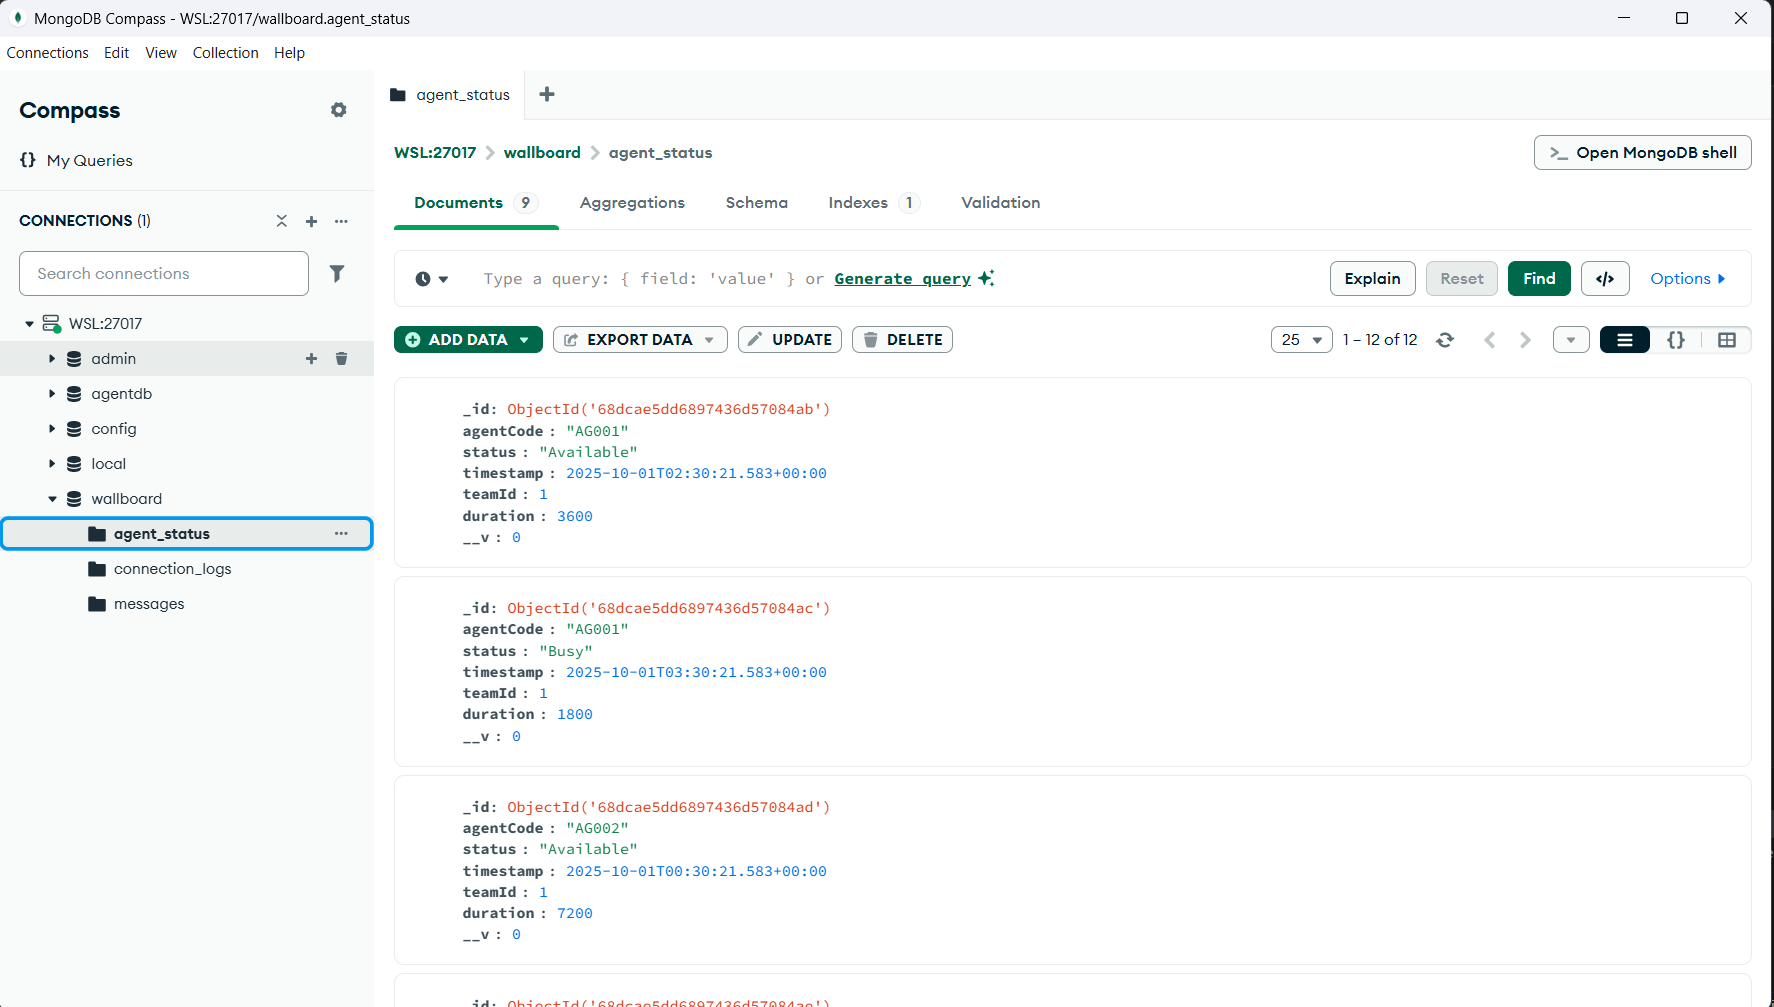 MongoDB Compass - WSL:27017/wallboard.agent_status
Connections Edit View Collection Help
Compass
{} My Queries
CONNECTIONS (1)
Search connections
WSL:27017
admin
agentdb
config
local
wallboard
agent_status
connection_logs
messages
agent_status
WSL:27017 > wallboard > agent_status
>_ Open MongoDB shell
Documents 9 Aggregations Schema Indexes 1 Validation
Type a query: { field: 'value' } or Generate query
Explain Reset Find </> Options
ADD DATA EXPORT DATA UPDATE DELETE
25 1 – 12 of 12 {}
_id: ObjectId('68dcae5dd6897436d57084ab')
agentCode : "AG001"
status : "Available"
timestamp : 2025-10-01T02:30:21.583+00:00
teamId : 1
duration : 3600
__v : 0
_id: ObjectId('68dcae5dd6897436d57084ac')
agentCode : "AG001"
status : "Busy"
timestamp : 2025-10-01T03:30:21.583+00:00
teamId : 1
duration : 1800
__v : 0
_id: ObjectId('68dcae5dd6897436d57084ad')
agentCode : "AG002"
status : "Available"
timestamp : 2025-10-01T00:30:21.583+00:00
teamId : 1
duration : 7200
__v : 0
_id: ObjectId('68dcae5dd6897436d57084ae')